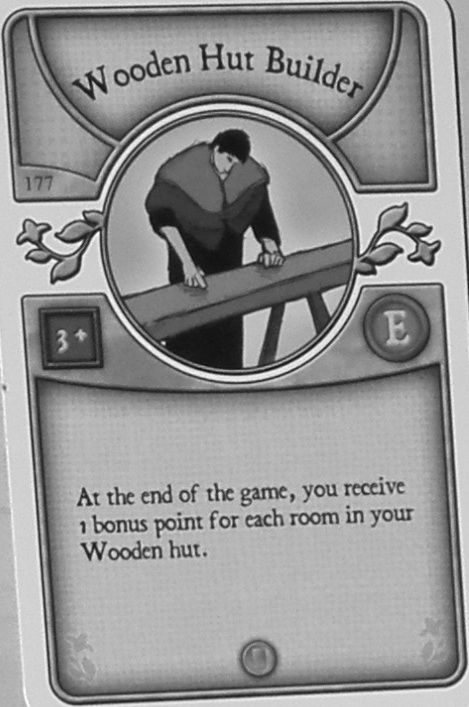 Wooden Hut Builder
177
3+
E
At the end of the game, you receive
1 bonus point for each room in your
Wooden hut.